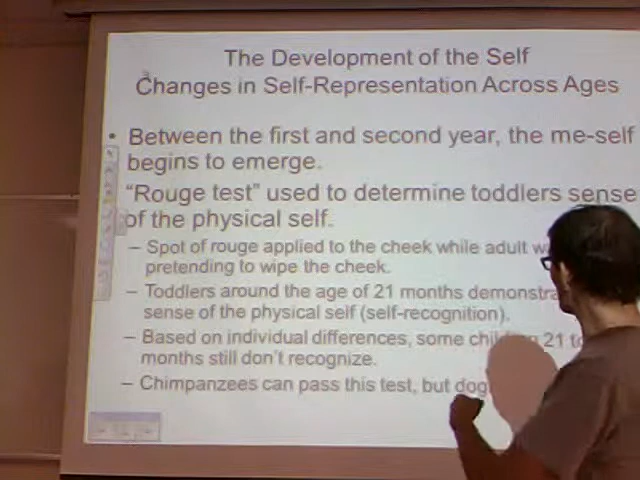 The Development of the Self
Changes in Self-Representation Across Ages
• Between the first and second year, the me-self
begins to emerge.
"Rouge test" used to determine toddlers sense
of the physical self.
– Spot of rouge applied to the cheek while adult
pretending to wipe the cheek.
– Toddlers around the age of 21 months
sense of the physical self (self-recognition).
– Based on individual differences, some 21
months still don't recognize.
– Chimpanzees can pass this test, but